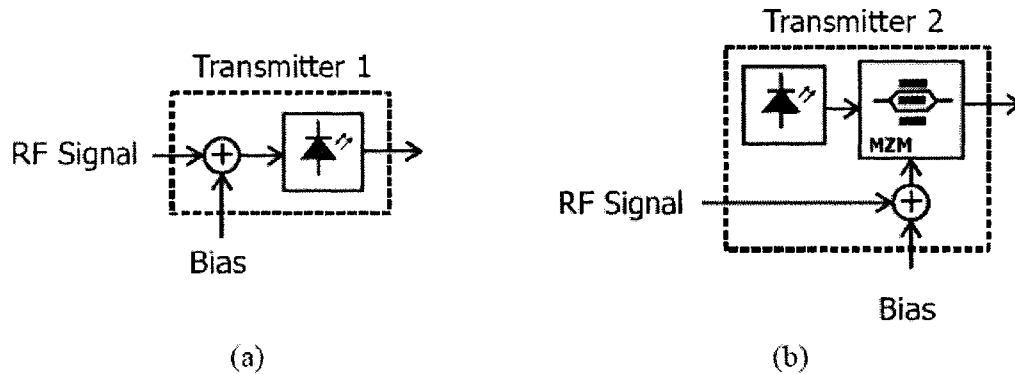 Transmitter 1
RF Signal
Bias
(a)
Transmitter 2
MZM
RF Signal
Bias
(b)